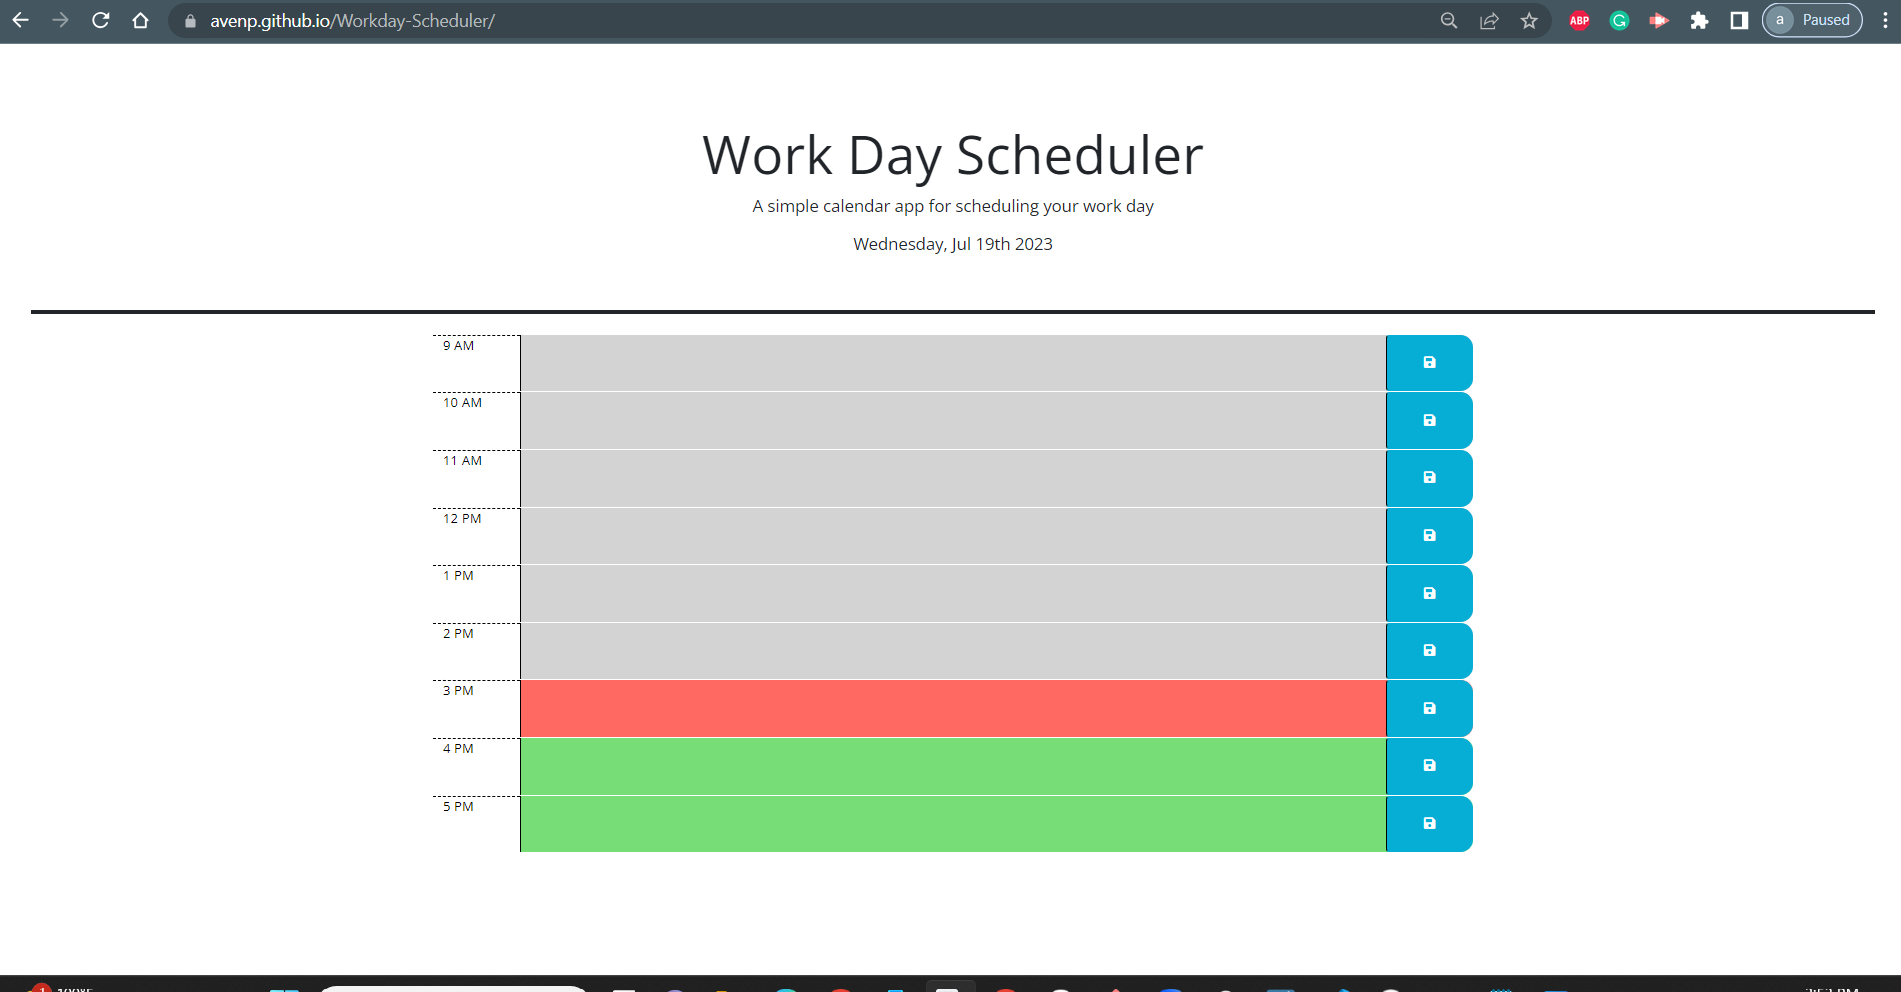 avenp.github.io/Workday-Scheduler/
ABP
G
a Paused
Work Day Scheduler
A simple calendar app for scheduling your work day
Wednesday, Jul 19th 2023
9 AM
10 AM
11 AM
12 PM
1 PM
2 PM
3 PM
4 PM
5 PM
1